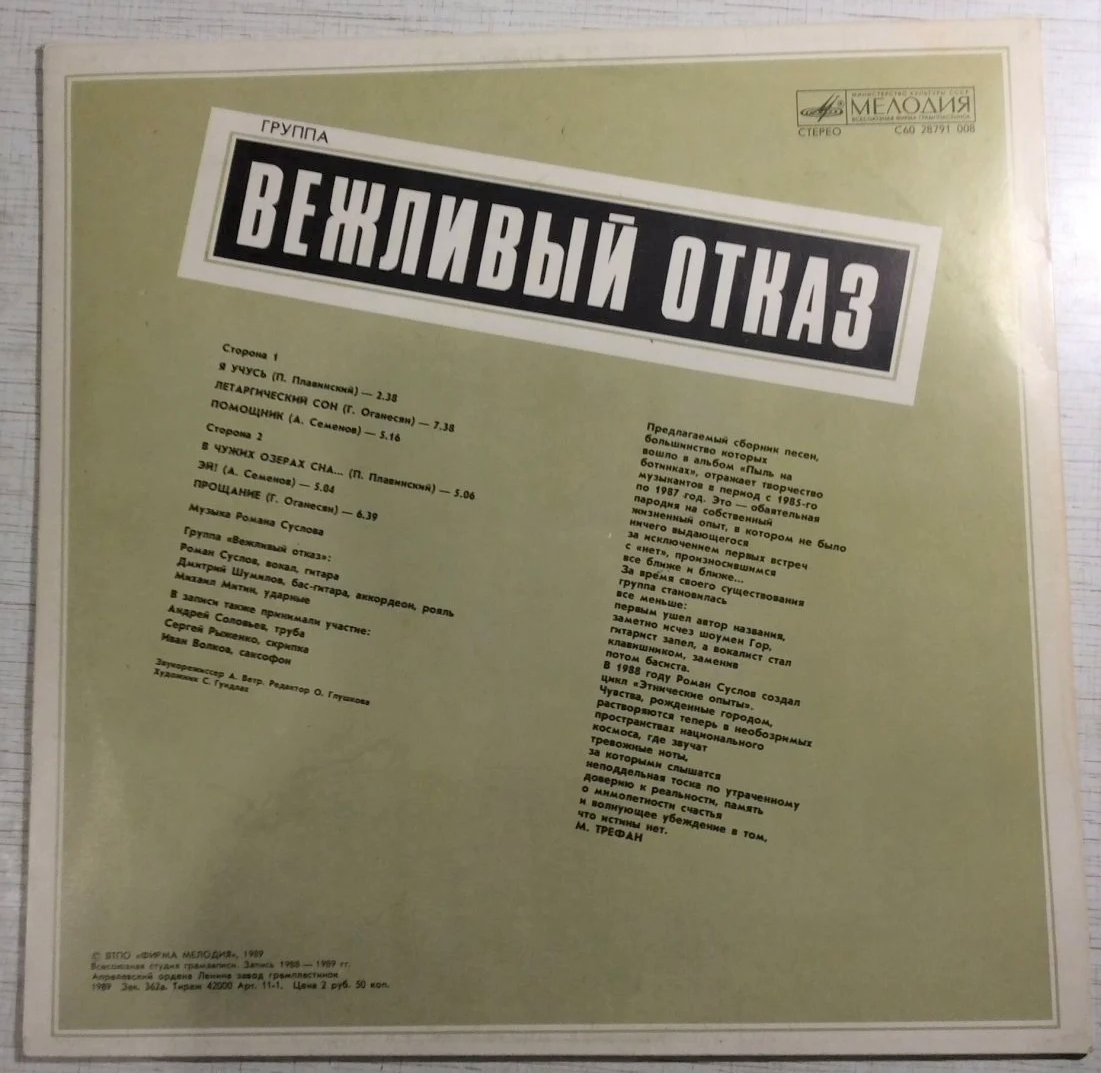 МИНИСТЕРСТВО КУЛЬТУРЫ СССР
МЕЛОДИЯ
ВСЕСОЮЗНАЯ ФИРМА ГРАМПЛАСТИНОК
СТЕРЕО С60 28791 008
ГРУППА
ВЕЖЛИВЫЙ ОТКАЗ
Сторона 1
Я УЧУСЬ (П. Плавинский) — 2.38
ЛЕТАРГИЧЕСКИЙ СОН (Г. Оганесян) — 7.38
ПОМОЩНИК (А. Семенов) — 5.16
Сторона 2
В ЧУЖИХ ОЗЕРАХ СНА... (П. Плавинский) — 5.06
ЭЙ! (А. Семенов) — 5.04
ПРОЩАНИЕ (Г. Оганесян) — 6.39
Музыка Романа Суслова
Группа «Вежливый отказ»:
Роман Суслов, вокал, гитара
Дмитрий Шумилов, бас-гитара, аккордеон, рояль
Михаил Митин, ударные
В записи также принимали участие:
Андрей Соловьев, труба
Сергей Рыженко, скрипка
Иван Волков, саксофон
Звукорежиссер А. Ветр. Редактор О. Глушкова
Художник С. Гундлах
Предлагаемый сборник песен,
большинство которых
вошло в альбом «Пыль на
ботинках», отражает творчество
музыкантов в период с 1985-го
по 1987 год. Это — обаятельная
пародия на собственный
жизненный опыт, в котором не было
ничего выдающегося
за исключением первых встреч
с «нет», произносившимся
все ближе и ближе...
За время своего существования
группа становилась
все меньше:
первым ушел автор названия,
заметно исчез шоумен Гор,
гитарист запел, а вокалист стал
клавишником, заменив
потом басиста.
В 1988 году Роман Суслов создал
цикл «Этнические опыты».
Чувства, рожденные городом,
растворяются теперь в необозримых
пространствах национального
космоса, где звучат
тревожные ноты,
за которыми слышатся
неподдельная тоска по утраченному
доверию к реальности, память
о мимолетности счастья
и волнующее убеждение в том,
что истины нет.
М. ТРЕФАН
© ВТПО «ФИРМА МЕЛОДИЯ», 1989
Всесоюзная студия грамзаписи. Запись 1988 — 1989 гг.
Апрелевский ордена Ленина завод грампластинок
1989 Зак. 362а. Тираж 42000 Арт. 11-1. Цена 2 руб. 50 коп.